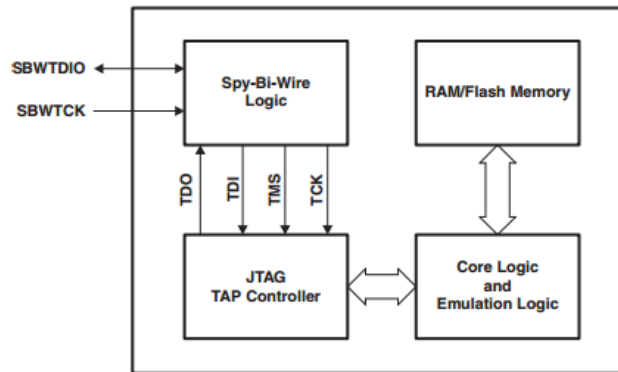 SBWTDIO
SBWTCK
Spy-Bi-Wire
Logic
RAM/Flash Memory
TDO
TDI
TMS
TCK
JTAG
TAP Controller
Core Logic
and
Emulation Logic